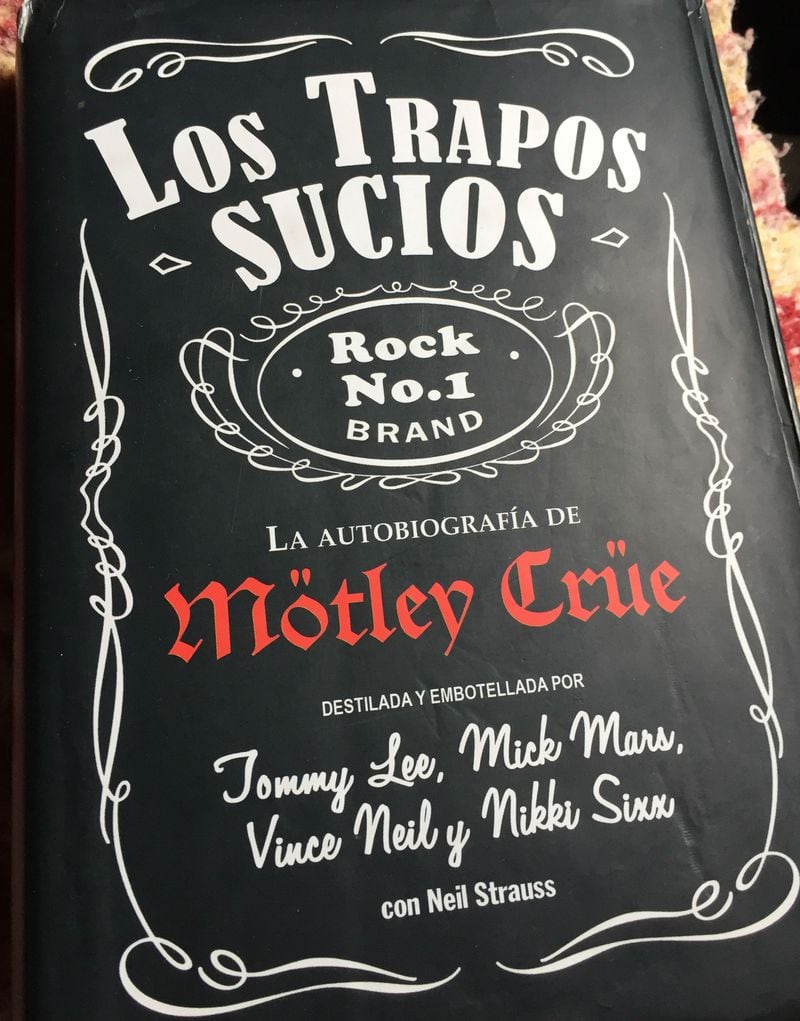 Los Trapos
SUCIOS
Rock
No.1
BRAND
LA AUTOBIOGRAFÍA DE
Mötley Crüe
DESTILADA Y EMBOTELLADA POR
Tommy Lee, Mick Mars,
Vince Neil y Nikki Sixx
con Neil Strauss